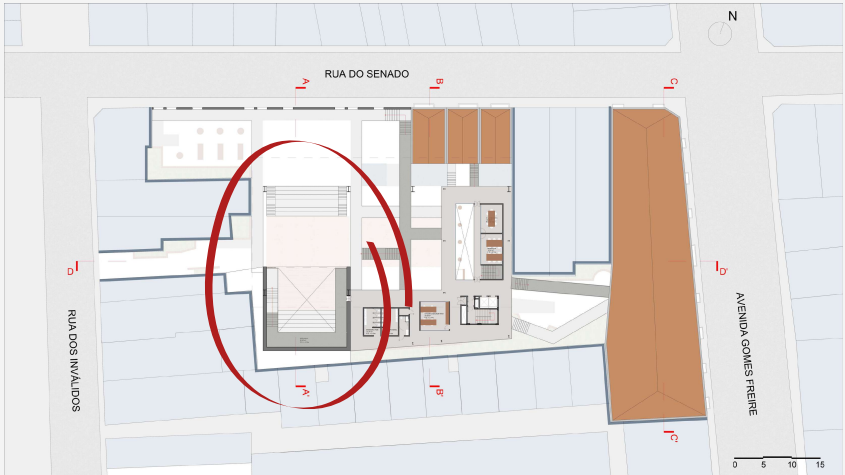 N
RUA DO SENADO
A
B
C
D
D'
RUA DOS INVÁLIDOS
AVENIDA GOMES FREIRE
A'
B'
C'
0 5 10 15